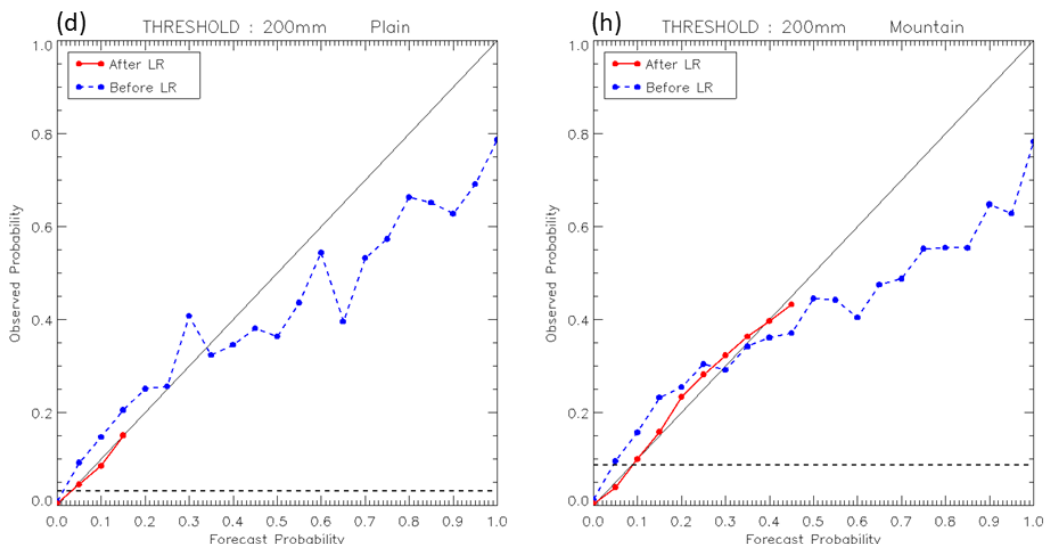 (d)
THRESHOLD : 200mm Plain
After LR
Before LR
Observed Probability
1.0
0.8
0.6
0.4
0.2
0.0
0.0 0.1 0.2 0.3 0.4 0.5 0.6 0.7 0.8 0.9 1.0
Forecast Probability
(h)
THRESHOLD : 200mm Mountain
After LR
Before LR
Observed Probability
1.0
0.8
0.6
0.4
0.2
0.0
0.0 0.1 0.2 0.3 0.4 0.5 0.6 0.7 0.8 0.9 1.0
Forecast Probability